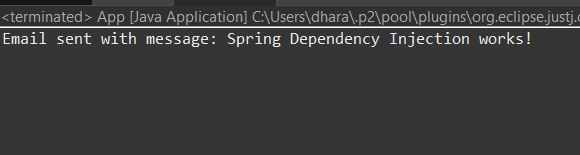 <terminated> App [Java Application] C:\Users\dhara\.p2\pool\plugins\org.eclipse.justj.
Email sent with message: Spring Dependency Injection works!